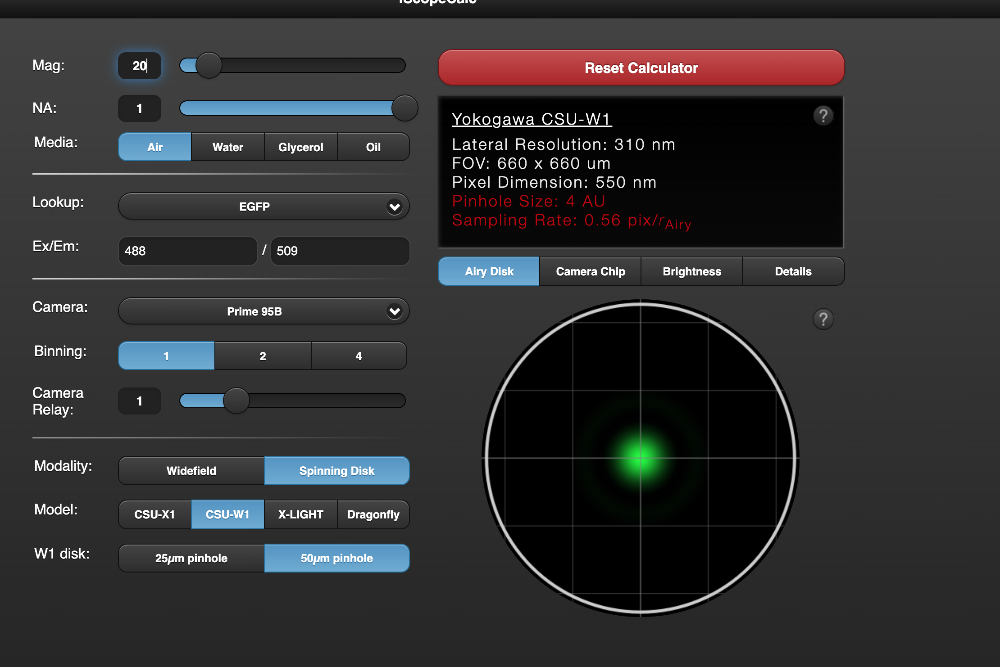 iScopeCalc
Mag:
20
NA:
1
Media:
Air
Water
Glycerol
Oil
Lookup:
EGFP
Ex/Em:
488
/
509
Camera:
Prime 95B
Binning:
1
2
4
Camera
Relay:
1
Modality:
Widefield
Spinning Disk
Model:
CSU-X1
CSU-W1
X-LIGHT
Dragonfly
W1 disk:
25µm pinhole
50µm pinhole
Reset Calculator
Yokogawa CSU-W1
?
Lateral Resolution: 310 nm
FOV: 660 x 660 um
Pixel Dimension: 550 nm
Pinhole Size: 4 AU
Sampling Rate: 0.56 pix/rAiry
Airy Disk
Camera Chip
Brightness
Details
?